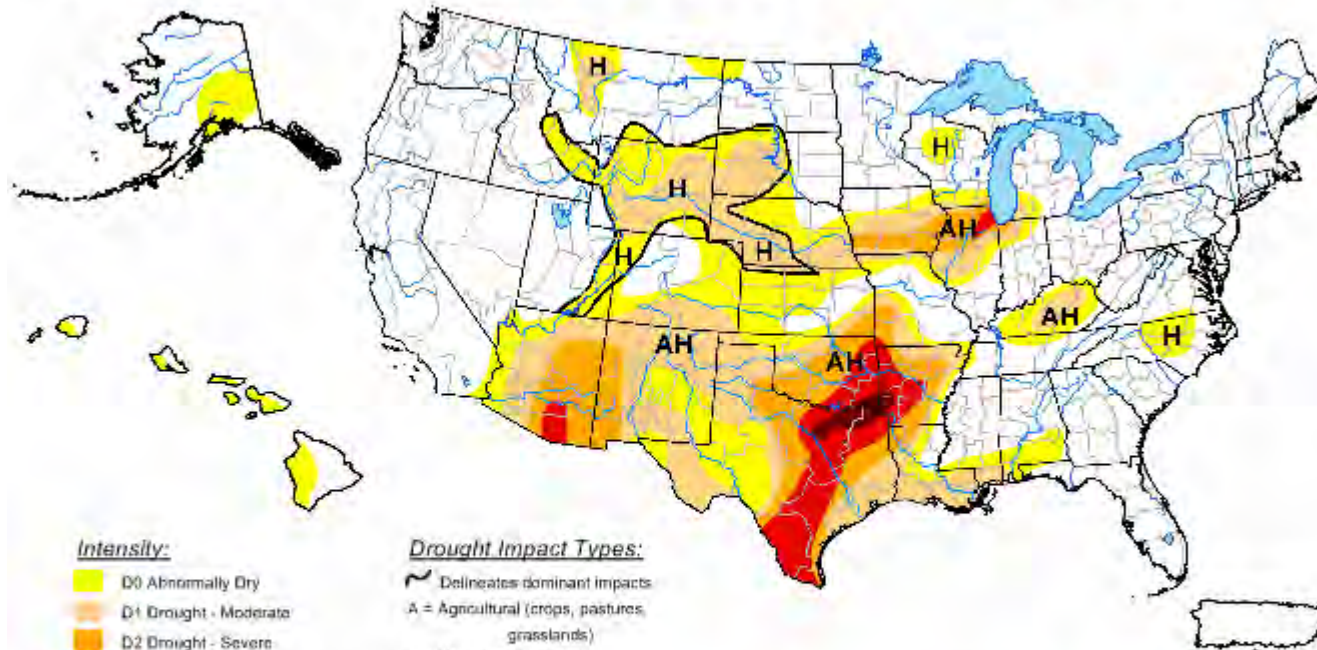 H
H
H
H
H
AH
AH
H
AH
AH
H
Intensity:
D0 Abnormally Dry
D1 Drought - Moderate
D2 Drought - Severe
Drought Impact Types:
Delineates dominant impacts
A = Agricultural (crops, pastures,
grasslands)